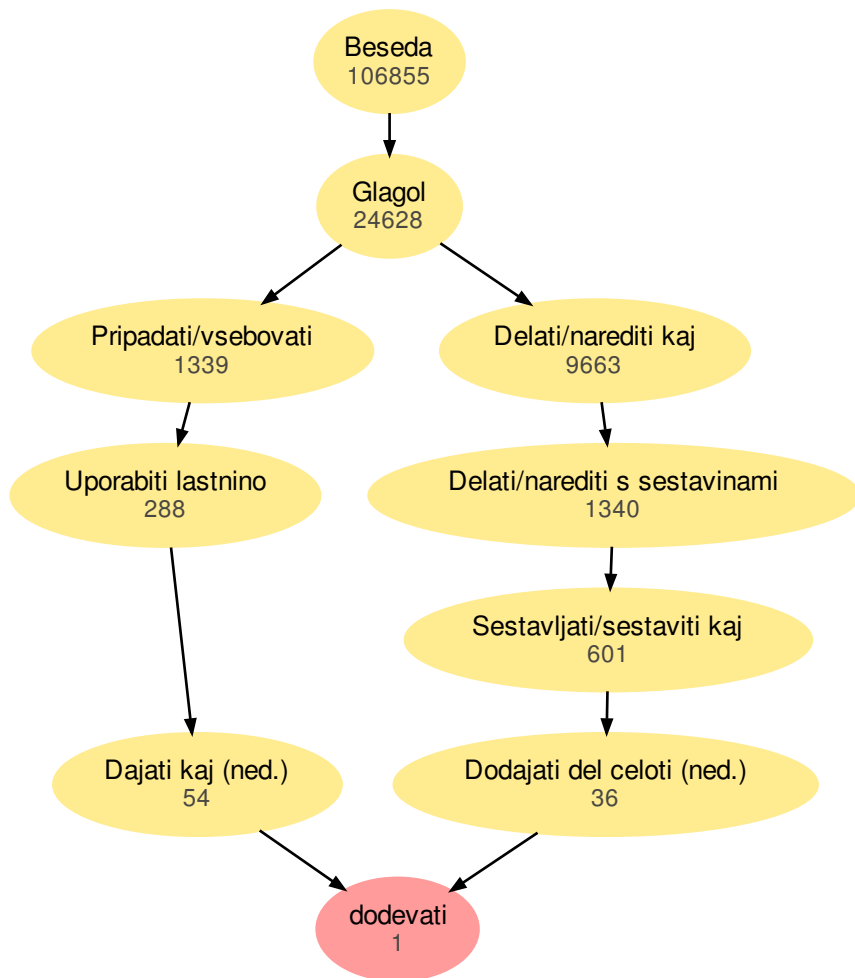 Beseda
106855
Glagol
24628
Pripadati/vsebovati
1339
Delati/narediti kaj
9663
Uporabiti lastnino
288
Delati/narediti s sestavinami
1340
Sestavljati/sestaviti kaj
601
Dajati kaj (ned.)
54
Dodajati del celoti (ned.)
36
dodevati
1